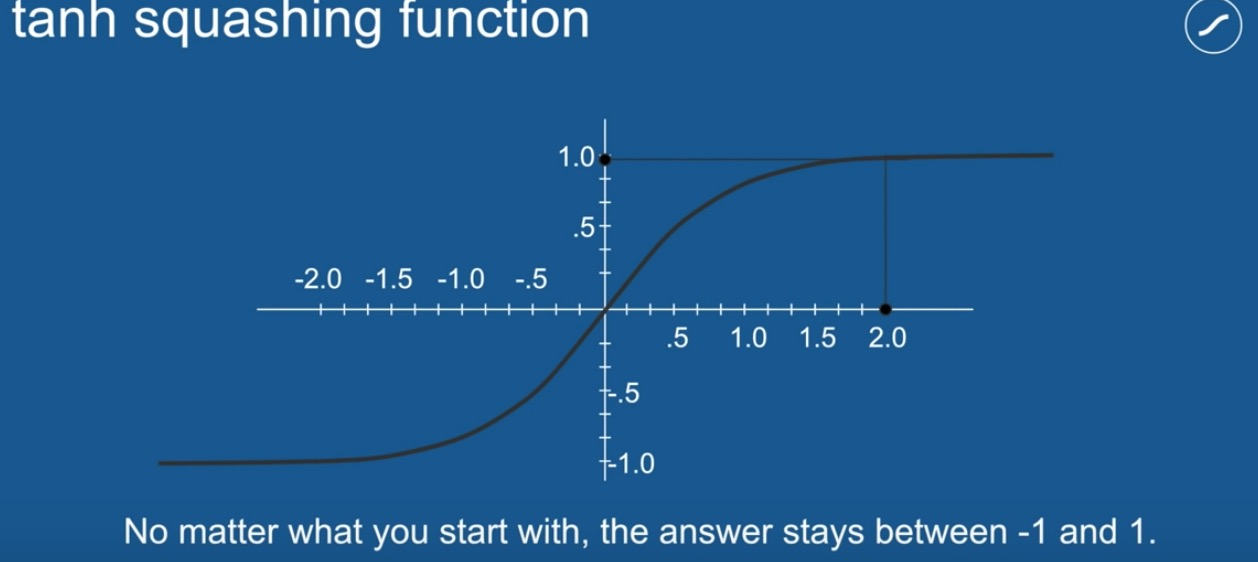 tanh squashing function
1.0
.5
-2.0 -1.5 -1.0 -.5
.5 1.0 1.5 2.0
-.5
-1.0
No matter what you start with, the answer stays between -1 and 1.